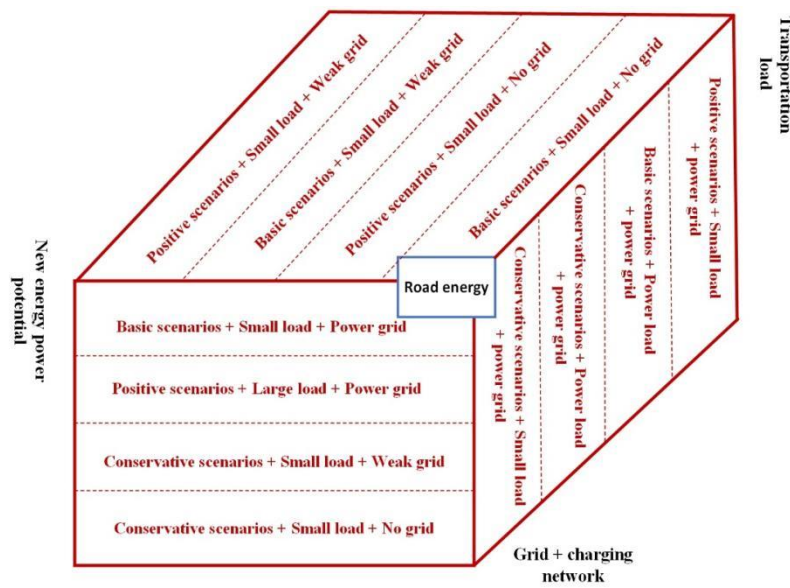 Transportation
load
Positive scenarios + Small load + Weak grid
Basic scenarios + Small load + Weak grid
Positive scenarios + Small load + No grid
Basic scenarios + Small load + No grid
Positive scenarios + Small load
+ power grid
Basic scenarios + Power load
+ power grid
Conservative scenarios + Power load
+ power grid
Conservative scenarios + Small load
+ power grid
New energy power
potential
Road energy
Basic scenarios + Small load + Power grid
Positive scenarios + Large load + Power grid
Conservative scenarios + Small load + Weak grid
Conservative scenarios + Small load + No grid
Grid + charging
network